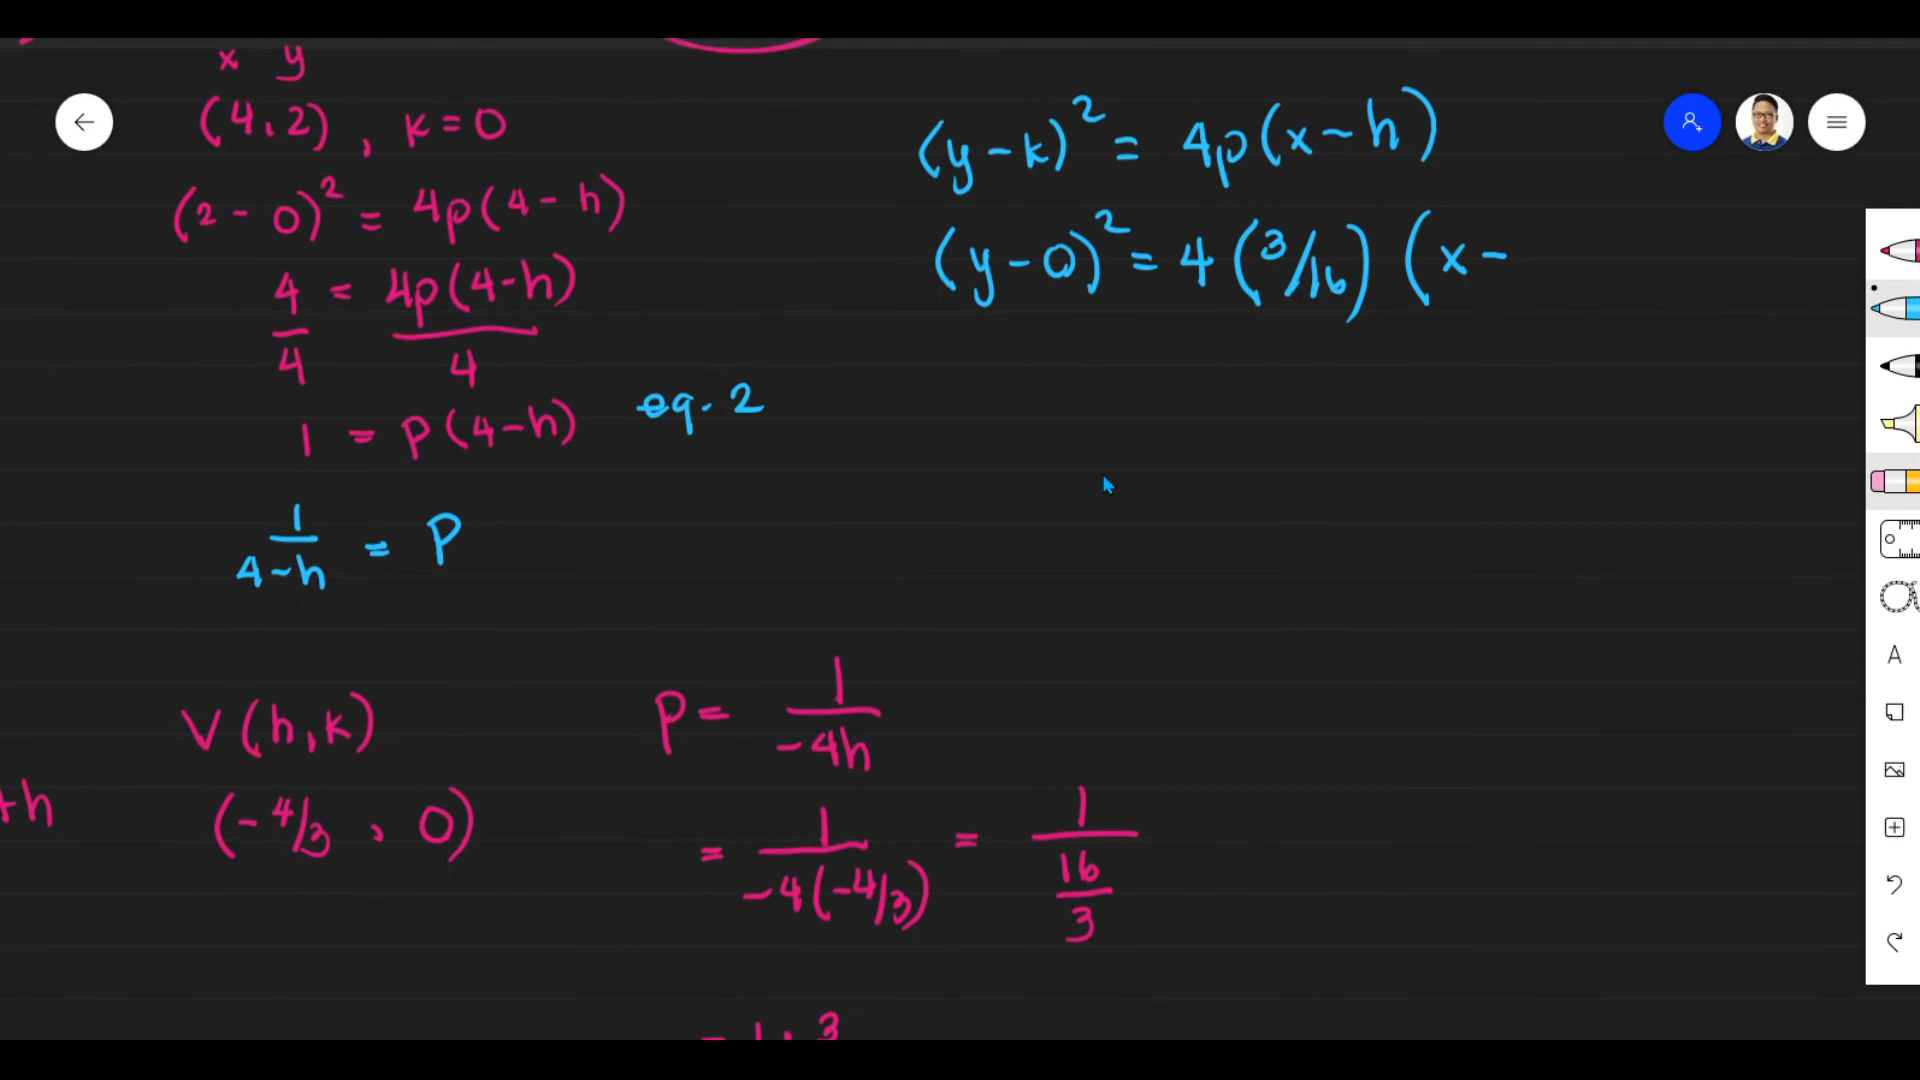 x y
(4,2), k = 0
(2 - 0)² = 4p(4 - h)
4/4 = 4p(4-h)/4
1 = p(4-h) eq. 2
1/(4-h) = P
V(h,k)
+h (-4/3, 0)
(y-k)² = 4p(x-h)
(y-0)² = 4(3/16)(x-
P = 1/(-4h)
= 1/(-4(-4/3)) = 1/(16/3)
= 1 · 3
A